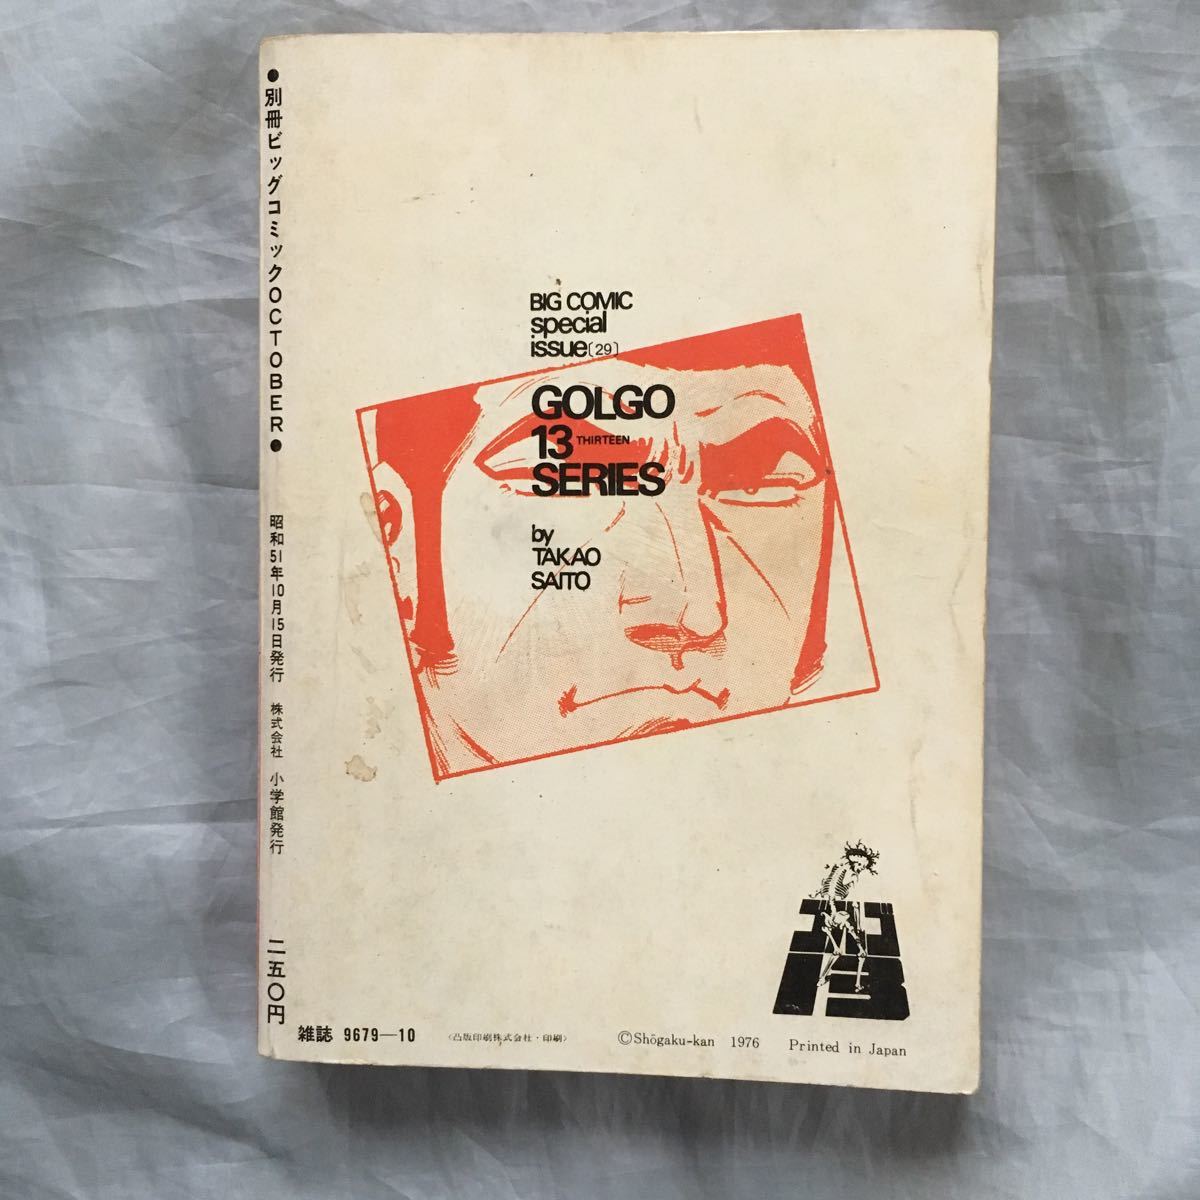 ●別冊ビッグコミックOCTOBER●
昭和51年10月15日発行 株式会社 小学館発行
二五〇円
BIG COMIC
special
issue〔29〕
GOLGO
13 THIRTEEN
SERIES
by
TAKAO
SAITO
ゴルゴ
13
雑誌 9679—10
〈凸版印刷株式会社・印刷〉
©Shōgaku-kan 1976 Printed in Japan